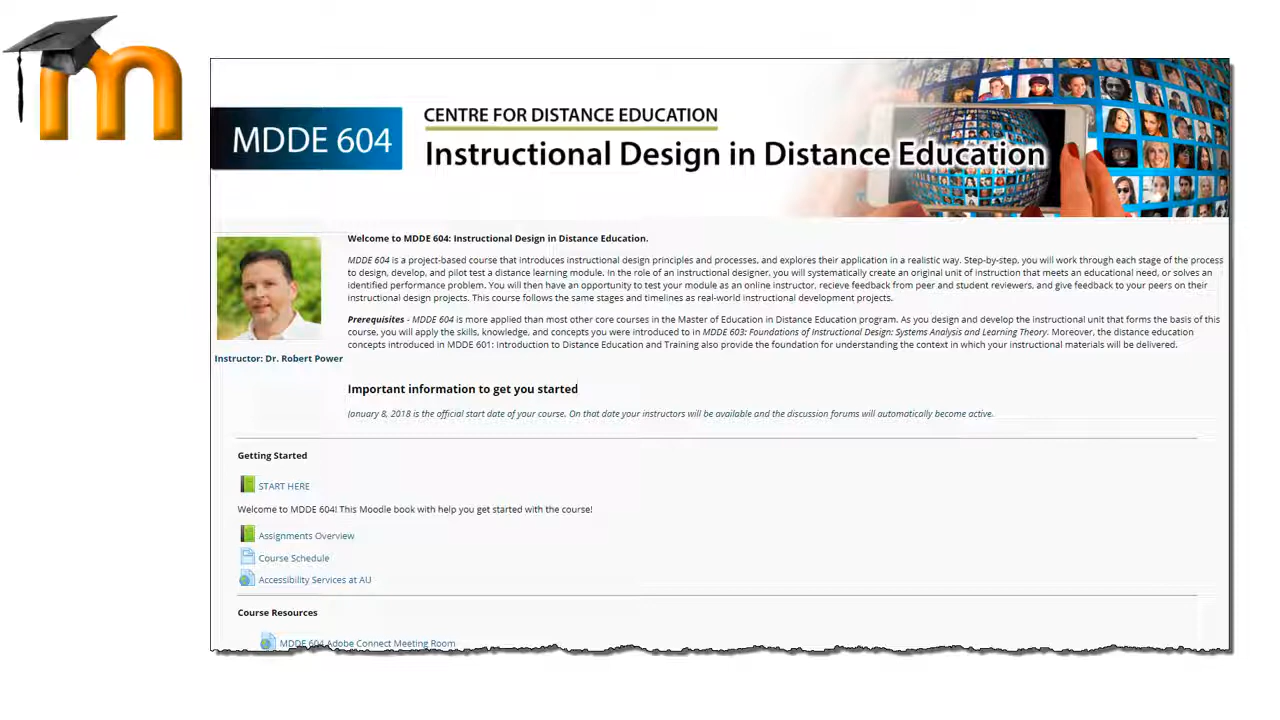 m
MDDE 604
CENTRE FOR DISTANCE EDUCATION
Instructional Design in Distance Education
Welcome to MDDE 604: Instructional Design in Distance Education.
MDDE 604 is a project-based course that introduces instructional design principles and processes, and explores their application in a realistic way. Step-by-step, you will work through each stage of the process
to design, develop, and pilot test a distance learning module. In the role of an instructional designer, you will systematically create an original unit of instruction that meets an educational need, or solves an
identified performance problem. You will then have an opportunity to test your module as an online instructor, recieve feedback from peer and student reviewers, and give feedback to your peers on their
instructional design projects. This course follows the same stages and timelines as real-world instructional development projects.
Prerequisites - MDDE 604 is more applied than most other core courses in the Master of Education in Distance Education program. As you design and develop the instructional unit that forms the basis of this
course, you will apply the skills, knowledge, and concepts you were introduced to in MDDE 603: Foundations of Instructional Design: Systems Analysis and Learning Theory. Moreover, the distance education
concepts introduced in MDDE 601: Introduction to Distance Education and Training also provide the foundation for understanding the context in which your instructional materials will be delivered.
Instructor: Dr. Robert Power
Important information to get you started
January 8, 2018 is the official start date of your course. On that date your instructors will be available and the discussion forums will automatically become active.
Getting Started
START HERE
Welcome to MDDE 604! This Moodle book with help you get started with the course!
Assignments Overview
Course Schedule
Accessibility Services at AU
Course Resources
MDDE 604 Adobe Connect Meeting Room